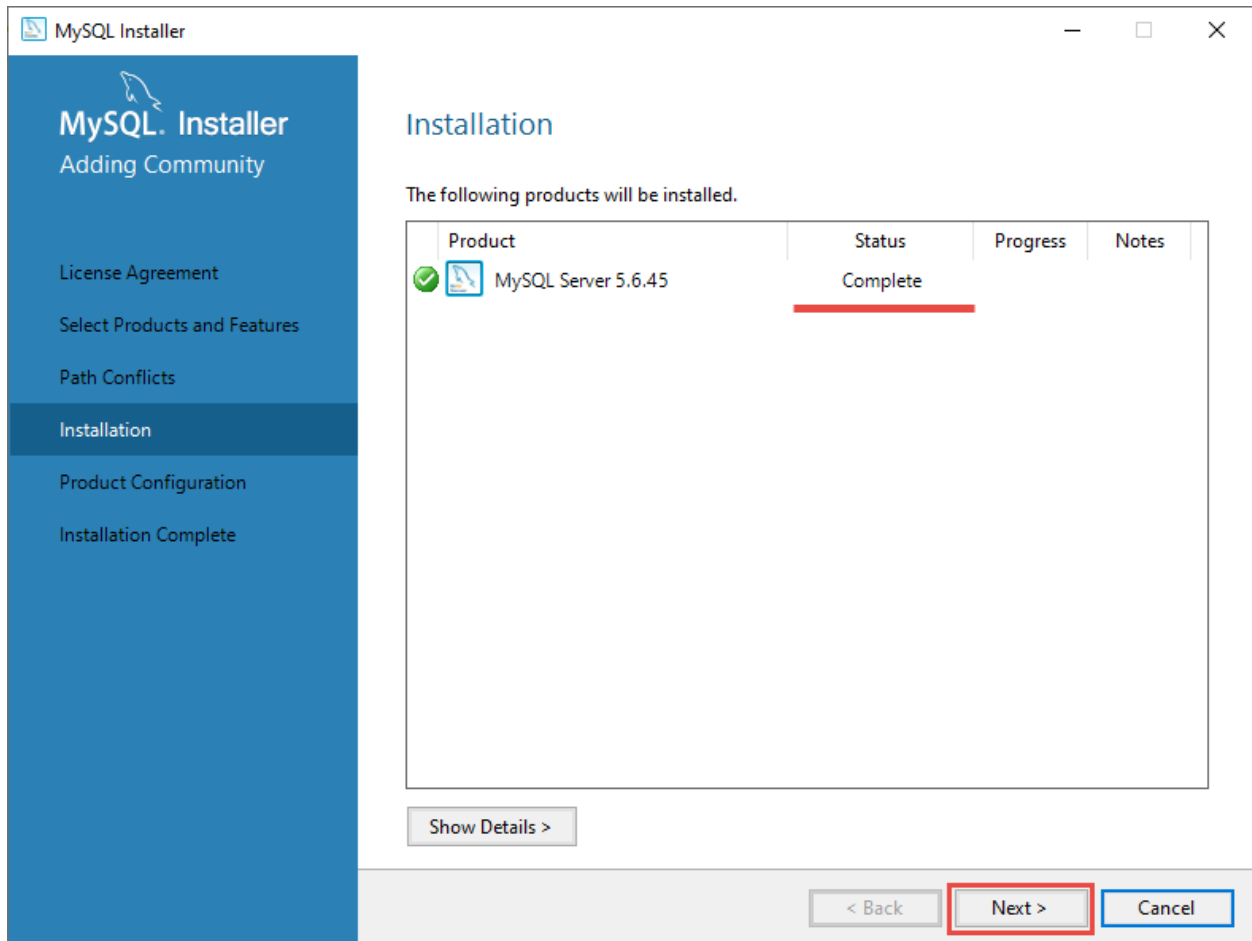 MySQL Installer
MySQL. Installer
Adding Community
License Agreement
Select Products and Features
Path Conflicts
Installation
Product Configuration
Installation Complete
Installation
The following products will be installed.
Product Status Progress Notes
MySQL Server 5.6.45 Complete
Show Details >
< Back Next > Cancel